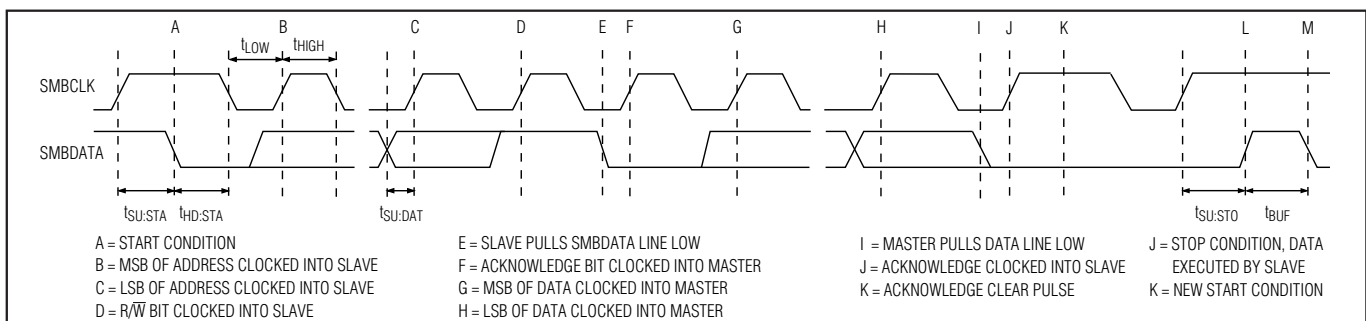 A B C D E F G H I J K L M
tLOW tHIGH
SMBCLK
SMBDATA
tSU:STA tHD:STA tSU:DAT tSU:STO tBUF
A = START CONDITION
B = MSB OF ADDRESS CLOCKED INTO SLAVE
C = LSB OF ADDRESS CLOCKED INTO SLAVE
D = R/W̅ BIT CLOCKED INTO SLAVE
E = SLAVE PULLS SMBDATA LINE LOW
F = ACKNOWLEDGE BIT CLOCKED INTO MASTER
G = MSB OF DATA CLOCKED INTO MASTER
H = LSB OF DATA CLOCKED INTO MASTER
I = MASTER PULLS DATA LINE LOW
J = ACKNOWLEDGE CLOCKED INTO SLAVE
K = ACKNOWLEDGE CLEAR PULSE
J = STOP CONDITION, DATA
EXECUTED BY SLAVE
K = NEW START CONDITION